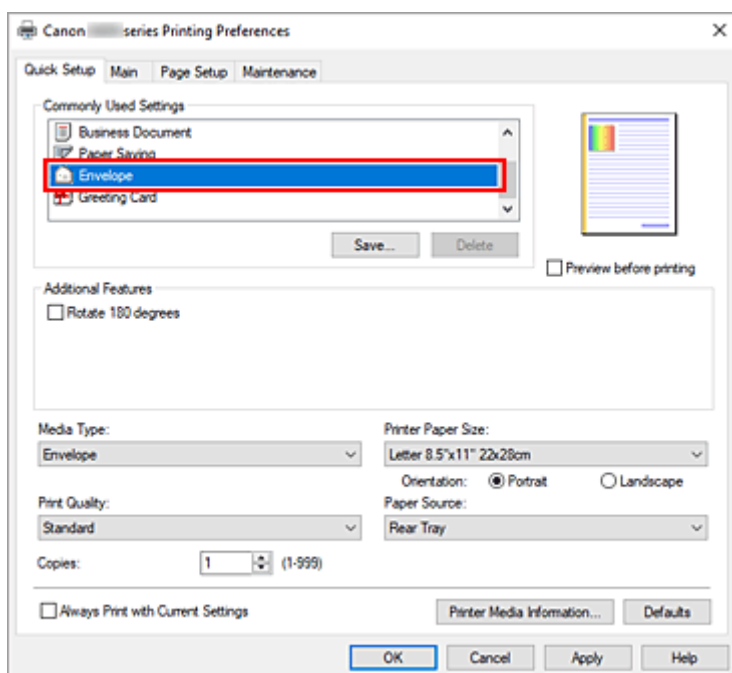 Canon series Printing Preferences
Quick Setup Main Page Setup Maintenance
Commonly Used Settings
Business Document
Paper Saving
Envelope
Greeting Card
Save... Delete
Preview before printing
Additional Features
Rotate 180 degrees
Media Type: Printer Paper Size:
Envelope Letter 8.5"x11" 22x28cm
Orientation: Portrait Landscape
Print Quality: Paper Source:
Standard Rear Tray
Copies: 1 (1-999)
Always Print with Current Settings Printer Media Information... Defaults
OK Cancel Apply Help